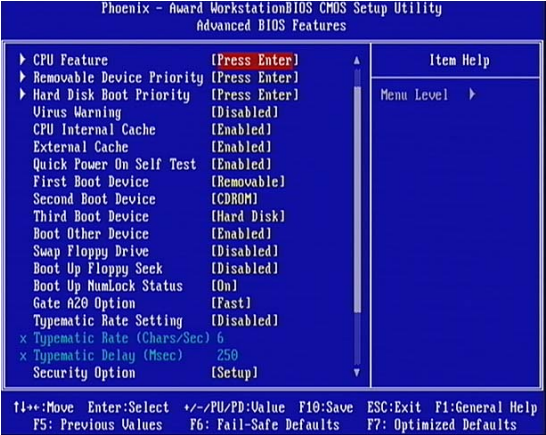 Phoenix - Award WorkstationBIOS CMOS Setup Utility
Advanced BIOS Features
CPU Feature [Press Enter]
Removable Device Priority [Press Enter]
Hard Disk Boot Priority [Press Enter]
Virus Warning [Disabled]
CPU Internal Cache [Enabled]
External Cache [Enabled]
Quick Power On Self Test [Enabled]
First Boot Device [Removable]
Second Boot Device [CDROM]
Third Boot Device [Hard Disk]
Boot Other Device [Enabled]
Swap Floppy Drive [Disabled]
Boot Up Floppy Seek [Disabled]
Boot Up NumLock Status [On]
Gate A20 Option [Fast]
Typematic Rate Setting [Disabled]
x Typematic Rate (Chars/Sec) 6
x Typematic Delay (Msec) 250
Security Option [Setup]
Item Help
Menu Level
↑↓→←:Move Enter:Select +/-/PU/PD:Value F10:Save ESC:Exit F1:General Help
F5: Previous Values F6: Fail-Safe Defaults F7: Optimized Defaults